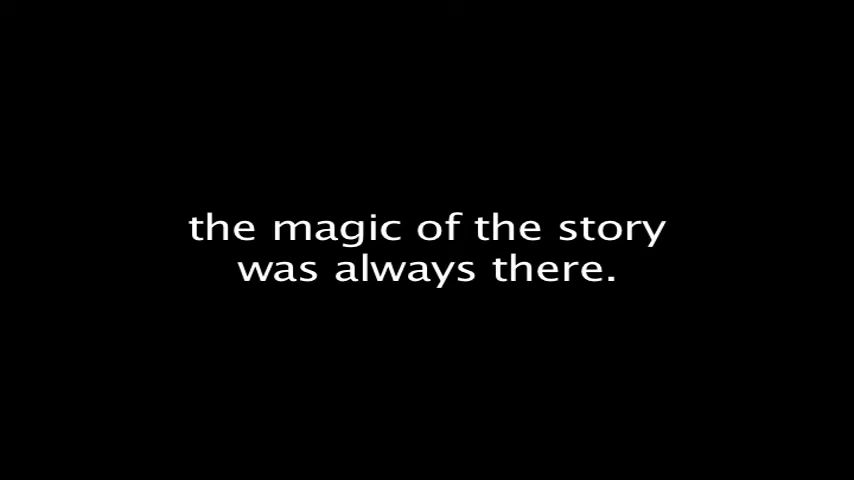 the magic of the story
was always there.